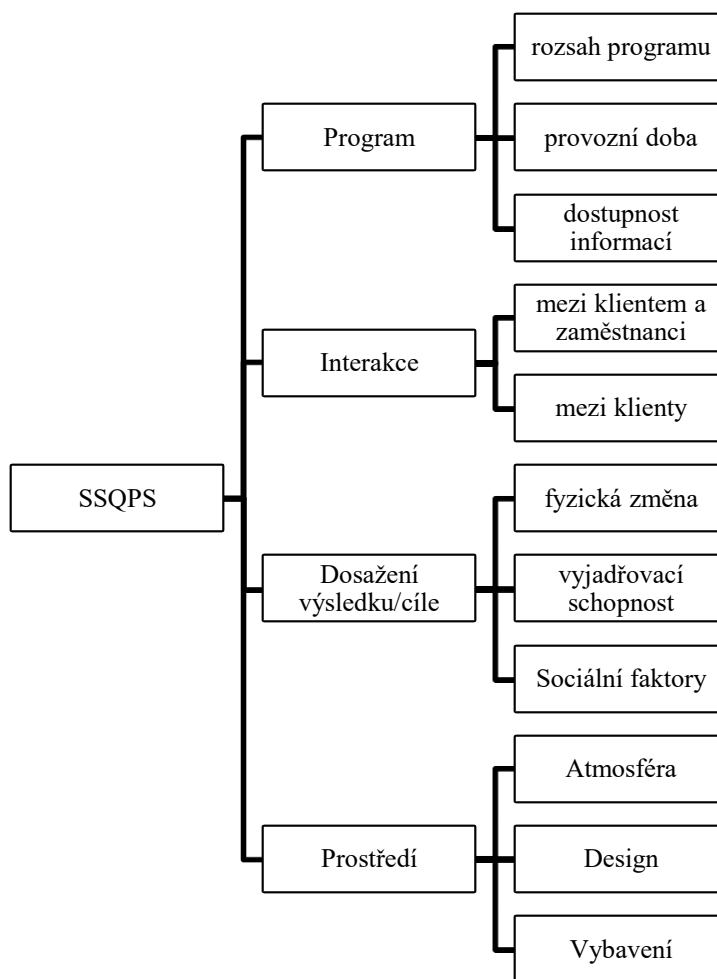 rozsah programu
Program
provozní doba
dostupnost
informací
mezi klientem a
zaměstnanci
Interakce
mezi klienty
SSQPS
fyzická změna
Dosažení
výsledku/cíle
vyjadřovací
schopnost
Sociální faktory
Atmosféra
Prostředí
Design
Vybavení